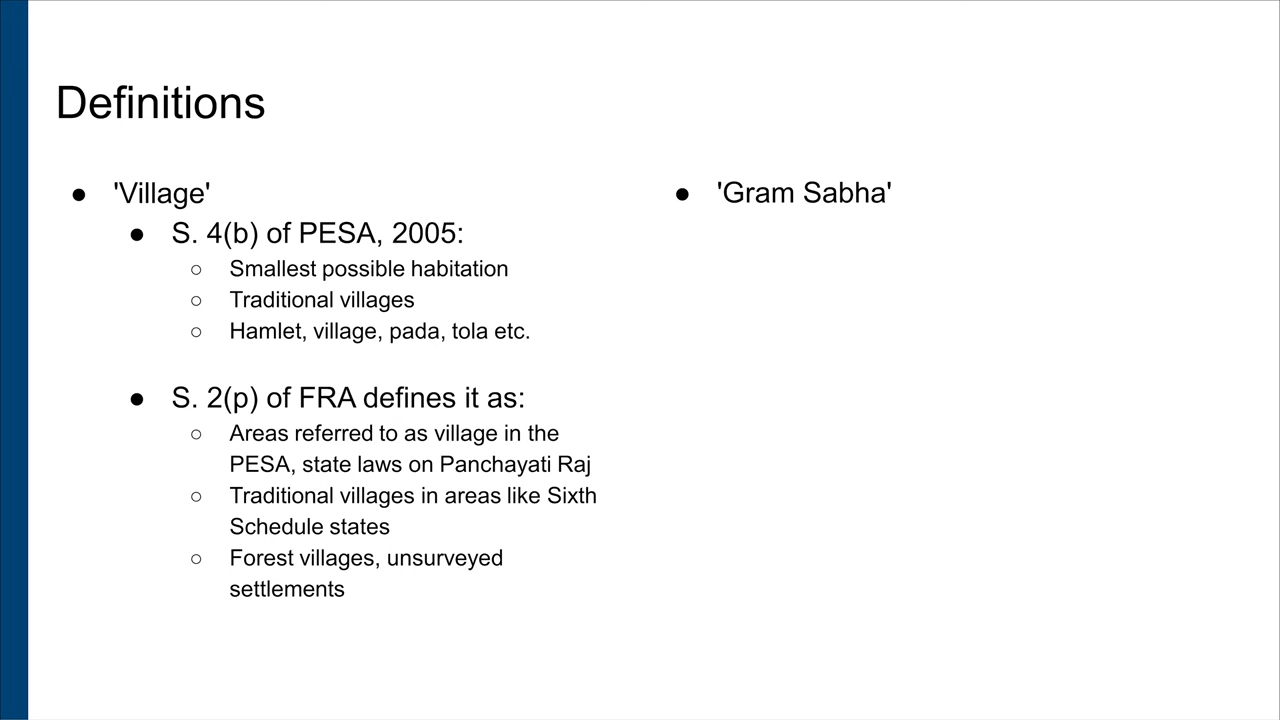 Definitions
● 'Village'
● S. 4(b) of PESA, 2005:
○ Smallest possible habitation
○ Traditional villages
○ Hamlet, village, pada, tola etc.
● S. 2(p) of FRA defines it as:
○ Areas referred to as village in the
PESA, state laws on Panchayati Raj
○ Traditional villages in areas like Sixth
Schedule states
○ Forest villages, unsurveyed
settlements
● 'Gram Sabha'